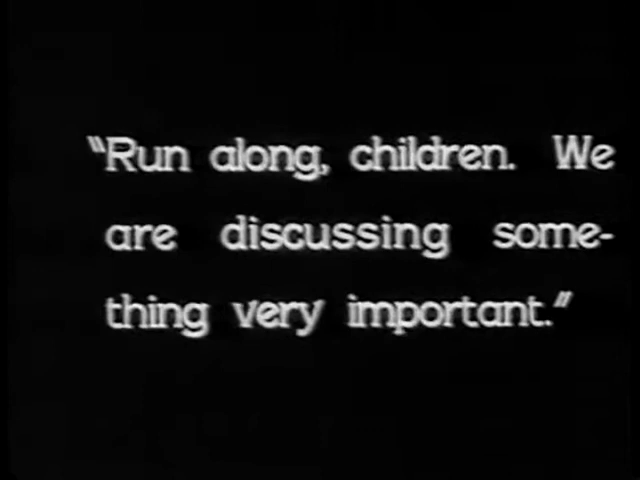 "Run along, children. We
are discussing some-
thing very important."